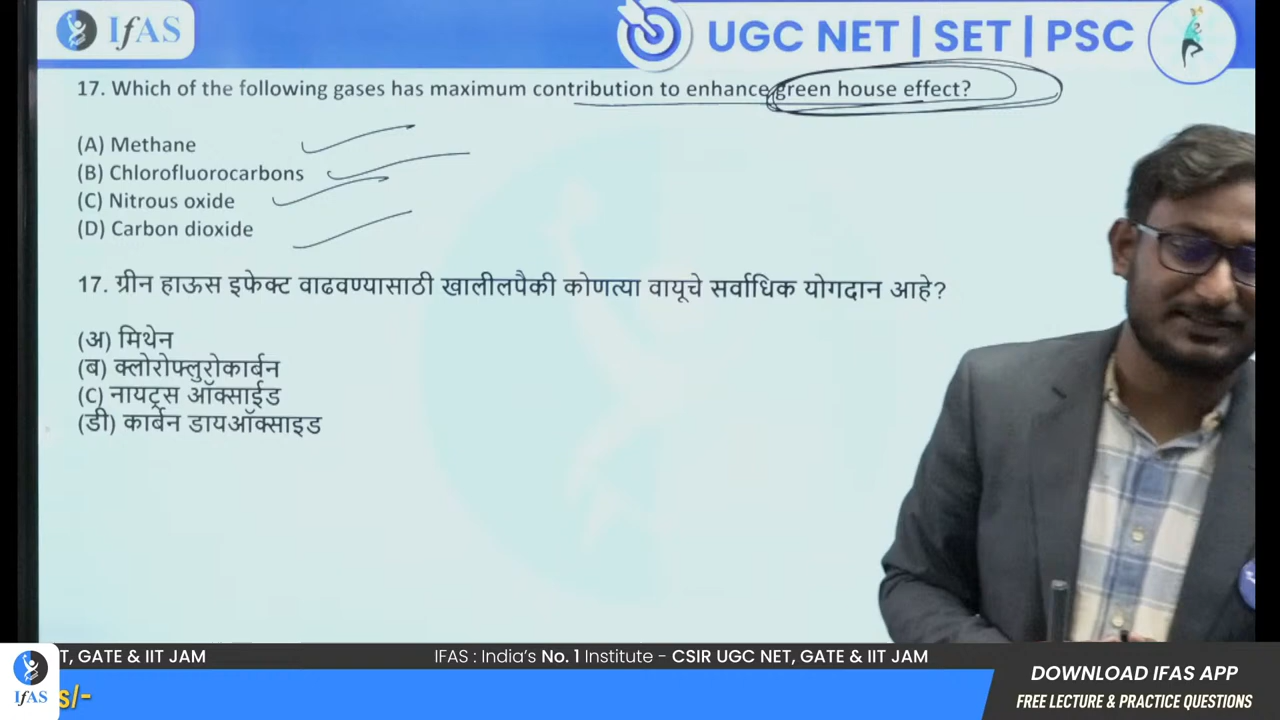 IfAS
UGC NET | SET | PSC
17. Which of the following gases has maximum contribution to enhance green house effect?
(A) Methane
(B) Chlorofluorocarbons
(C) Nitrous oxide
(D) Carbon dioxide
17. ग्रीन हाऊस इफेक्ट वाढवण्यासाठी खालीलपैकी कोणत्या वायूचे सर्वाधिक योगदान आहे?
(अ) मिथेन
(ब) क्लोरोफ्लुरोकार्बन
(C) नायट्रस ऑक्साईड
(डी) कार्बन डायऑक्साइड
T, GATE & IIT JAM
IFAS : India's No. 1 Institute – CSIR UGC NET, GATE & IIT JAM
IfAS
s/-
DOWNLOAD IFAS APP
FREE LECTURE & PRACTICE QUESTIONS